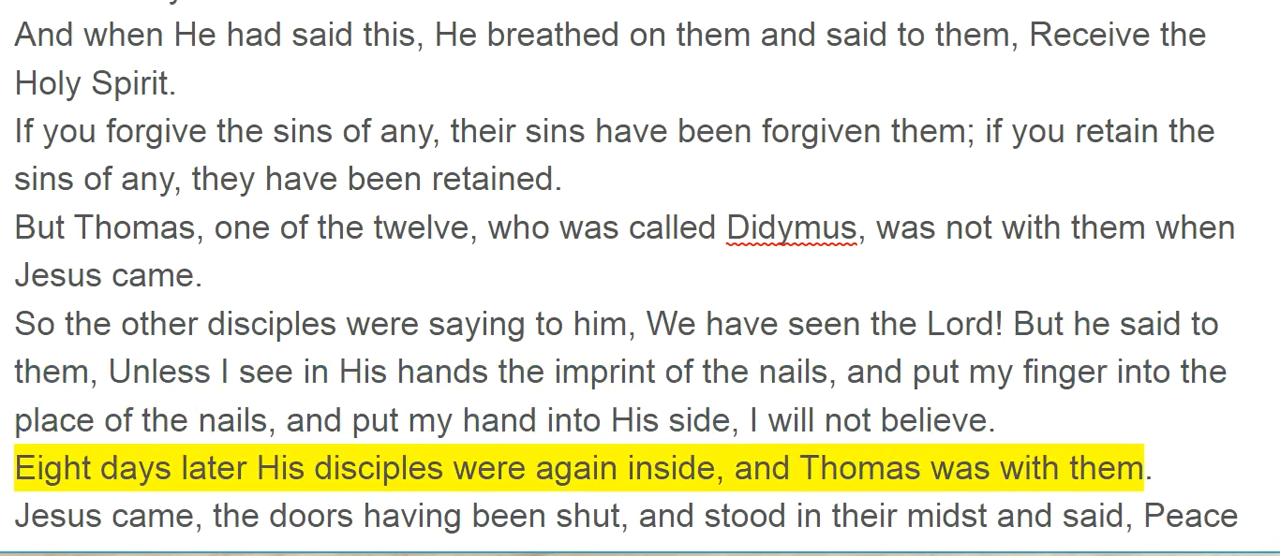 And when He had said this, He breathed on them and said to them, Receive the
Holy Spirit.
If you forgive the sins of any, their sins have been forgiven them; if you retain the
sins of any, they have been retained.
But Thomas, one of the twelve, who was called Didymus, was not with them when
Jesus came.
So the other disciples were saying to him, We have seen the Lord! But he said to
them, Unless I see in His hands the imprint of the nails, and put my finger into the
place of the nails, and put my hand into His side, I will not believe.
Eight days later His disciples were again inside, and Thomas was with them.
Jesus came, the doors having been shut, and stood in their midst and said, Peace